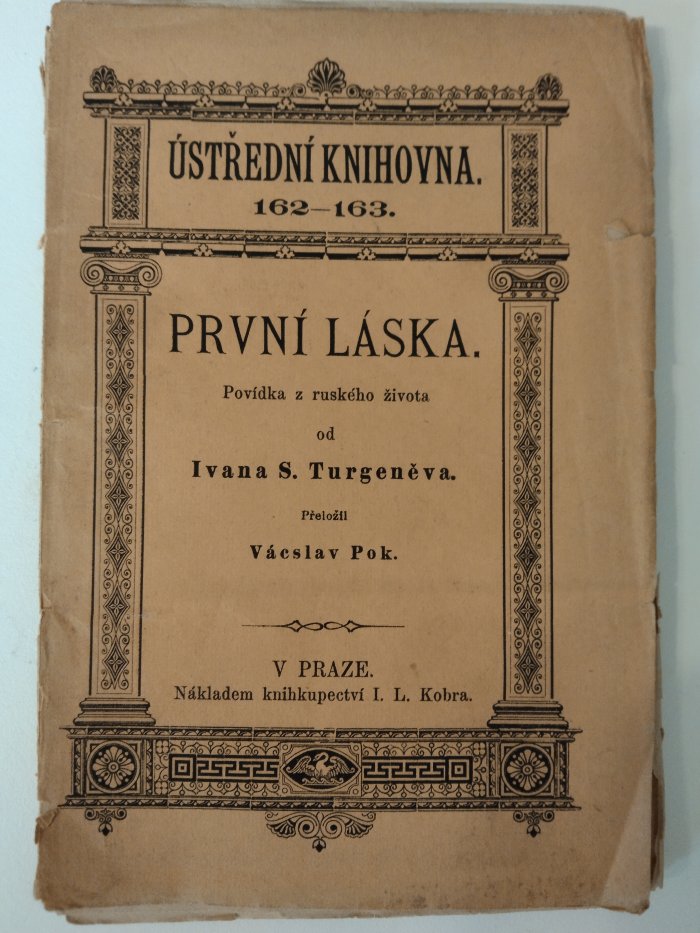 ÚSTŘEDNÍ KNIHOVNA.
162–163.
PRVNÍ LÁSKA.
Povídka z ruského života
od
Ivana S. Turgeněva.
Přeložil
Vácslav Pok.
V PRAZE.
Nákladem knihkupectví I. L. Kobra.